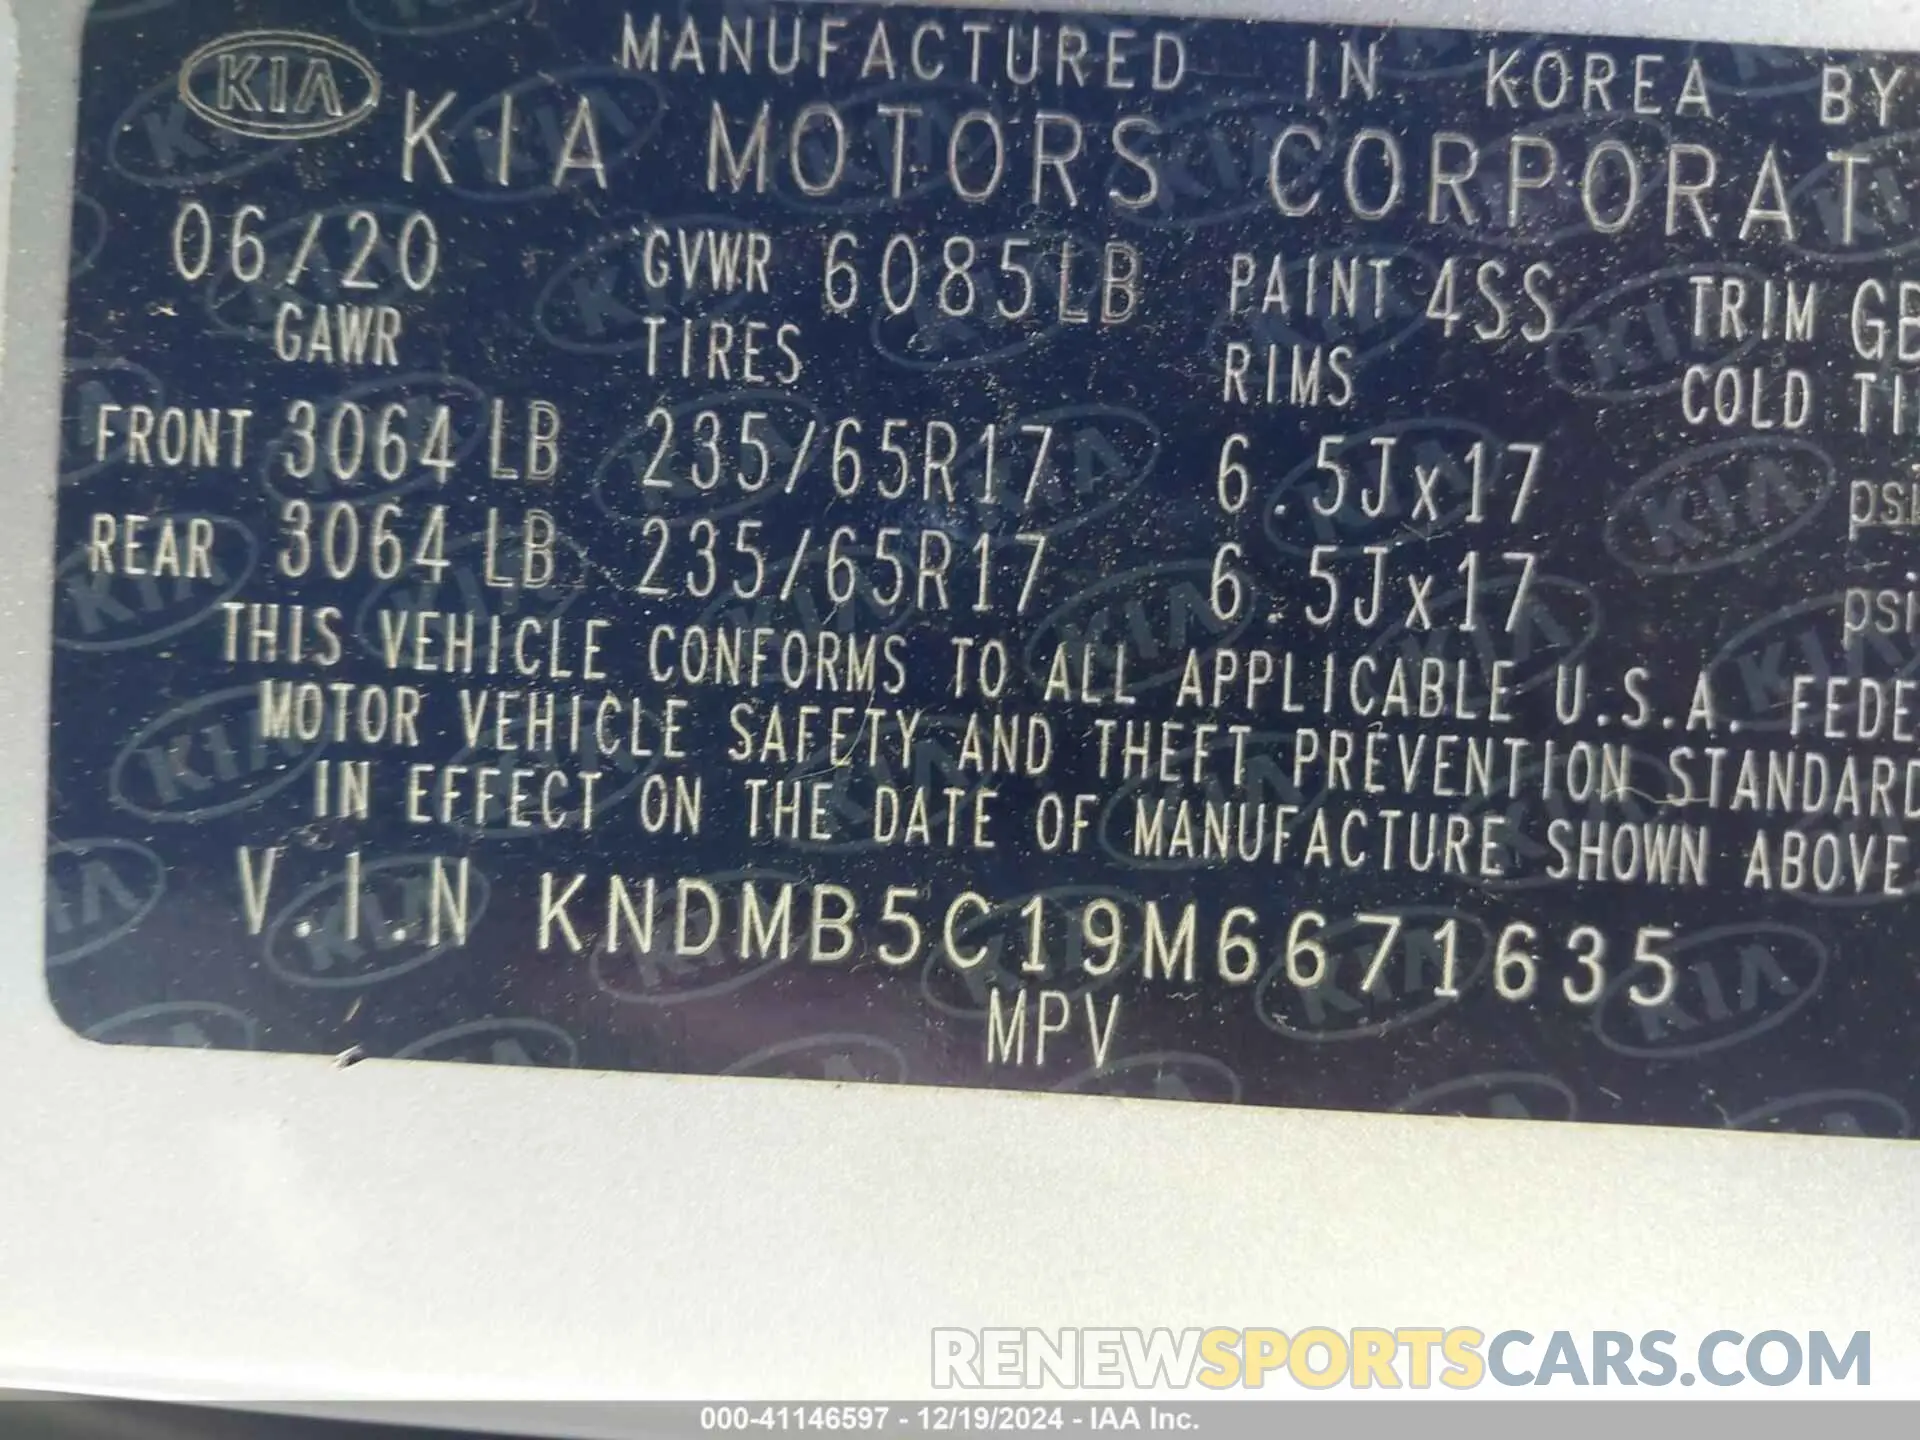 KIA
MANUFACTURED IN KOREA BY
KIA MOTORS CORPORAT
06/20 GVWR 6085LB PAINT 4SS TRIM GB
GAWR TIRES RIMS COLD TI
FRONT 3064 LB 235/65R17 6.5Jx17 psi
REAR 3064 LB 235/65R17 6.5Jx17 psi
THIS VEHICLE CONFORMS TO ALL APPLICABLE U.S.A. FEDE
MOTOR VEHICLE SAFETY AND THEFT PREVENTION STANDARD
IN EFFECT ON THE DATE OF MANUFACTURE SHOWN ABOVE
V.I.N KNDMB5C19M6671635
MPV
RENEWSPORTSCARS.COM
000-41146597 - 12/19/2024 - IAA Inc.